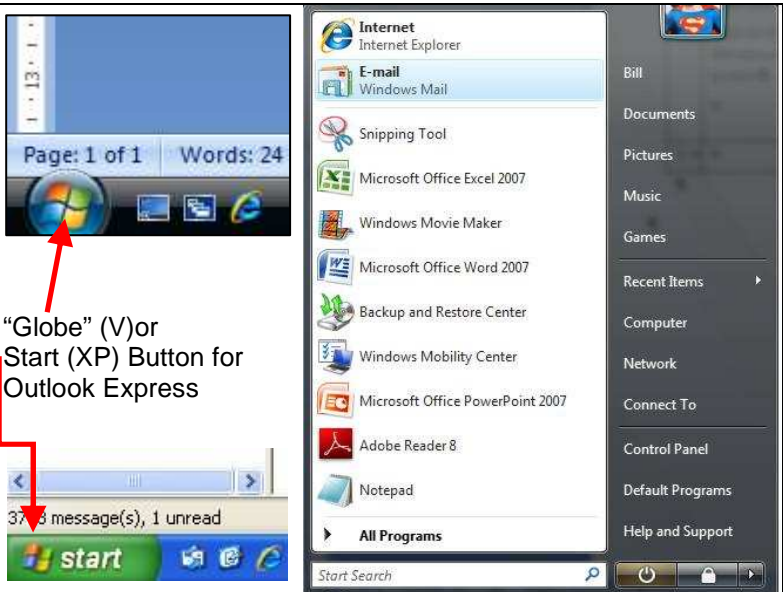 13
Page: 1 of 1 Words: 24
"Globe" (V)or
Start (XP) Button for
Outlook Express
message(s), 1 unread
start
Internet
Internet Explorer
E-mail
Windows Mail
Snipping Tool
Microsoft Office Excel 2007
Windows Movie Maker
Microsoft Office Word 2007
Backup and Restore Center
Windows Mobility Center
Microsoft Office PowerPoint 2007
Adobe Reader 8
Notepad
All Programs
Start Search
Bill
Documents
Pictures
Music
Games
Recent Items
Computer
Network
Connect To
Control Panel
Default Programs
Help and Support